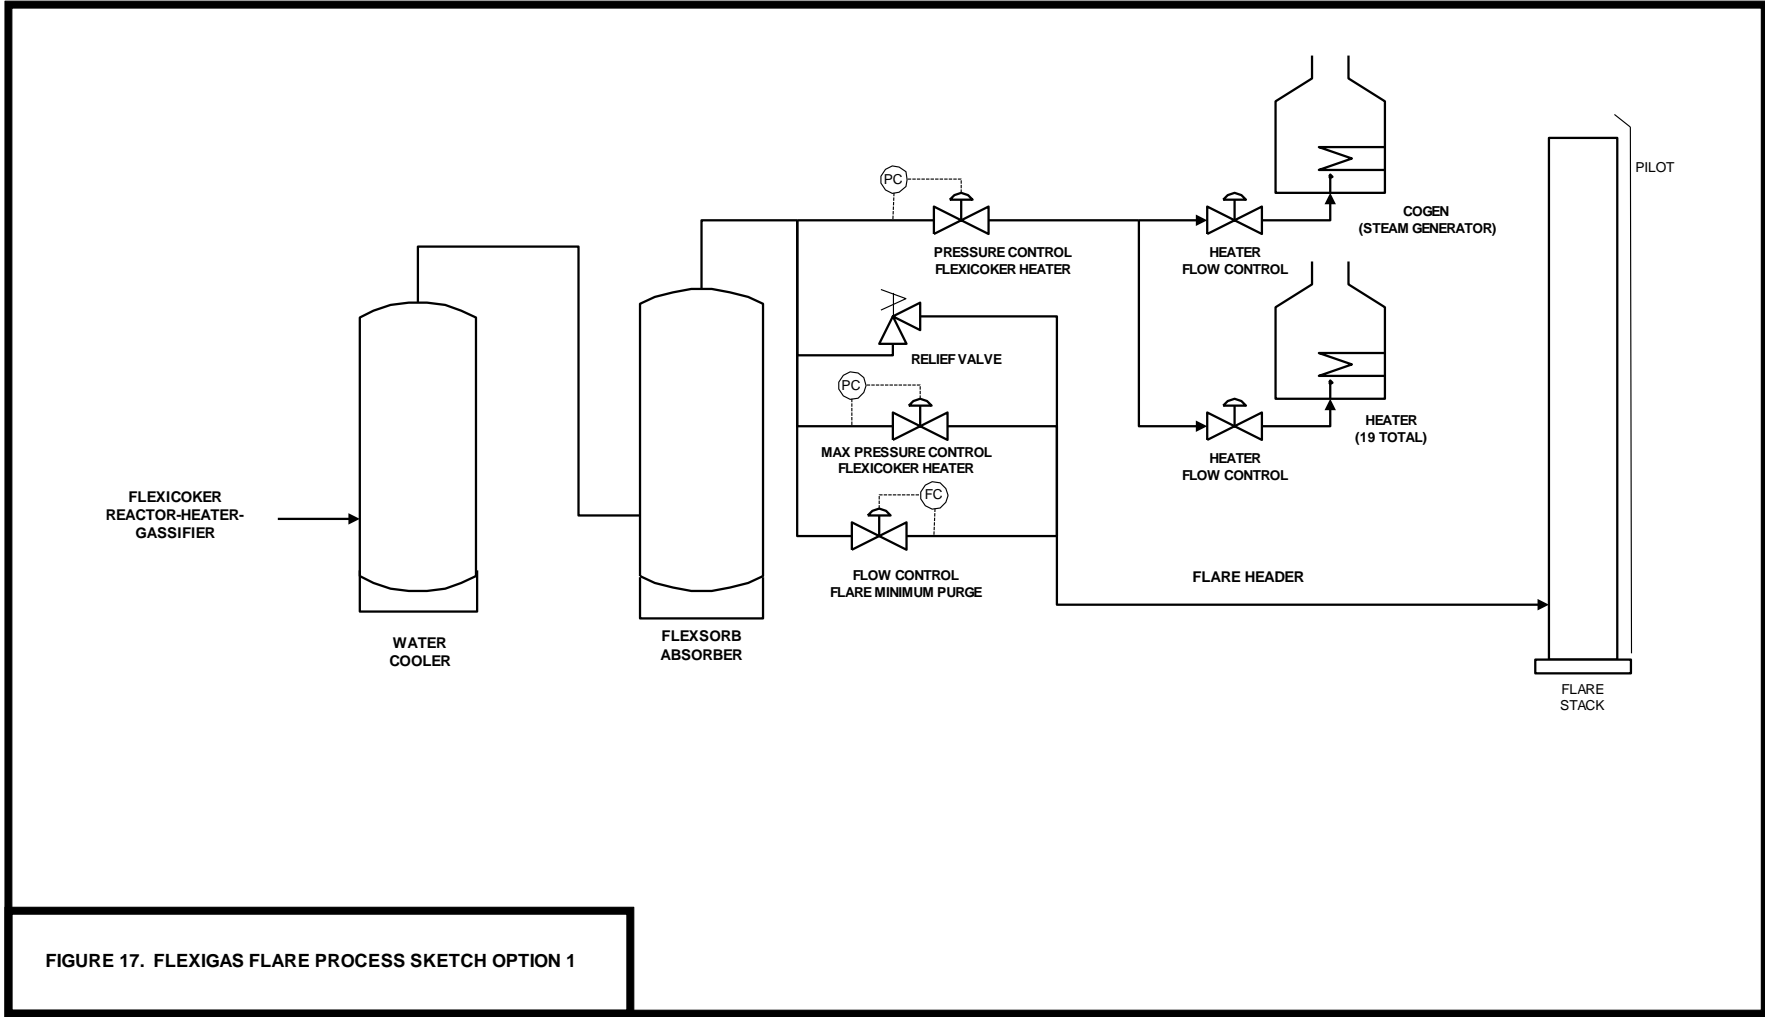 PILOT
PC
COGEN
(STEAM GENERATOR)
PRESSURE CONTROL
FLEXICOKER HEATER
HEATER
FLOW CONTROL
RELIEF VALVE
PC
HEATER
(19 TOTAL)
MAX PRESSURE CONTROL
FLEXICOKER HEATER
HEATER
FLOW CONTROL
FC
FLEXICOKER
REACTOR-HEATER-
GASSIFIER
FLOW CONTROL
FLARE MINIMUM PURGE
FLARE HEADER
WATER
COOLER
FLEXSORB
ABSORBER
FLARE
STACK
FIGURE 17. FLEXIGAS FLARE PROCESS SKETCH OPTION 1